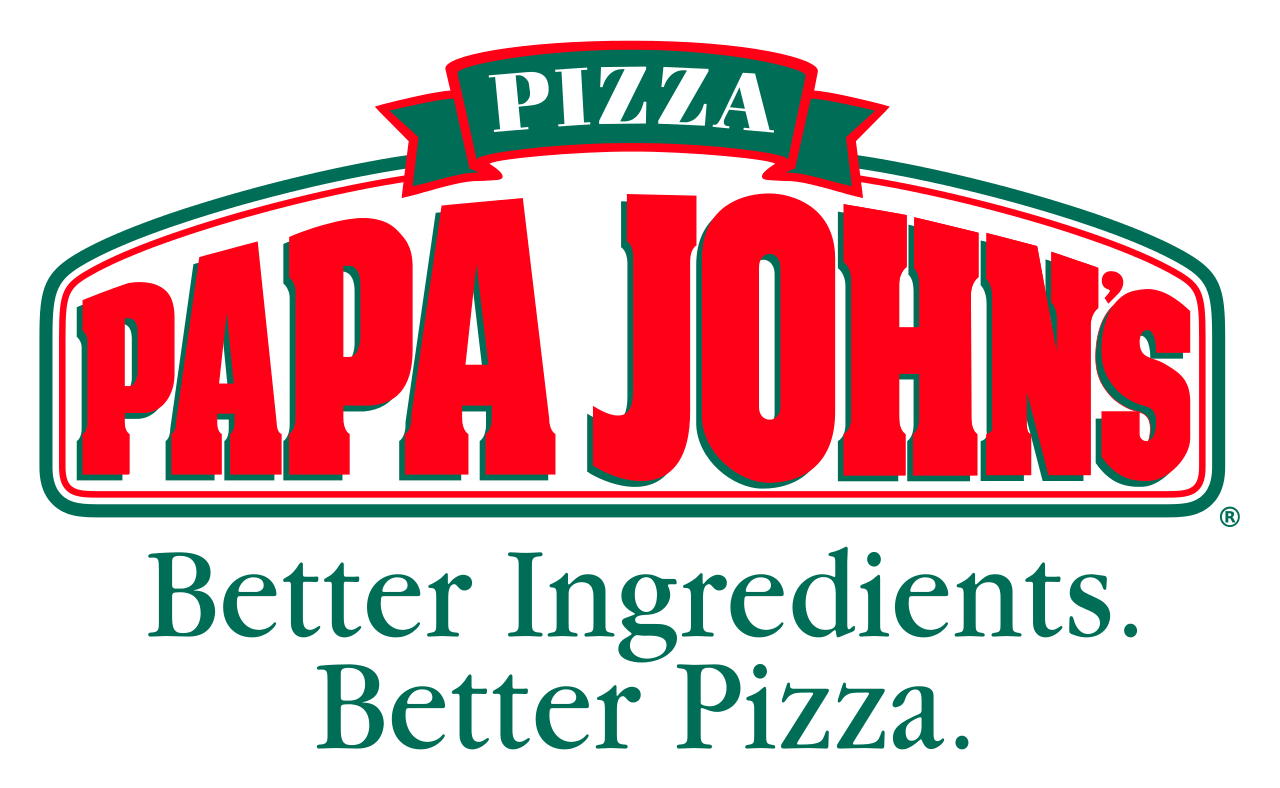 PIZZA
PAPA JOHN'S
®
Better Ingredients.
Better Pizza.